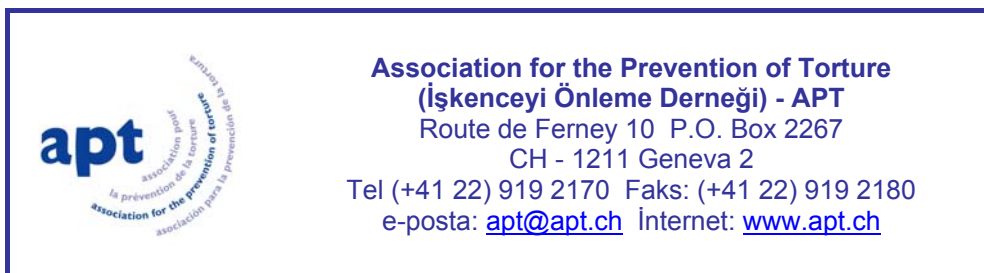 apt
association pour
la prévention de la torture
association for the prevention of torture
asociación para la prevención de la tortura
Association for the Prevention of Torture
(İşkenceyi Önleme Derneği) - APT
Route de Ferney 10 P.O. Box 2267
CH - 1211 Geneva 2
Tel (+41 22) 919 2170 Faks: (+41 22) 919 2180
e-posta: apt@apt.ch İnternet: www.apt.ch